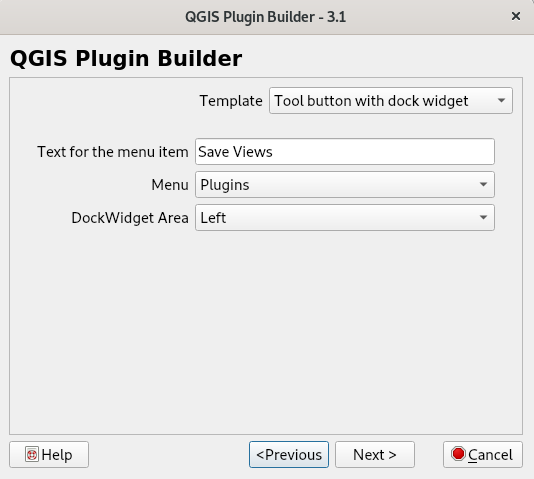 QGIS Plugin Builder - 3.1
QGIS Plugin Builder
Template Tool button with dock widget
Text for the menu item Save Views
Menu Plugins
DockWidget Area Left
Help <Previous Next > Cancel